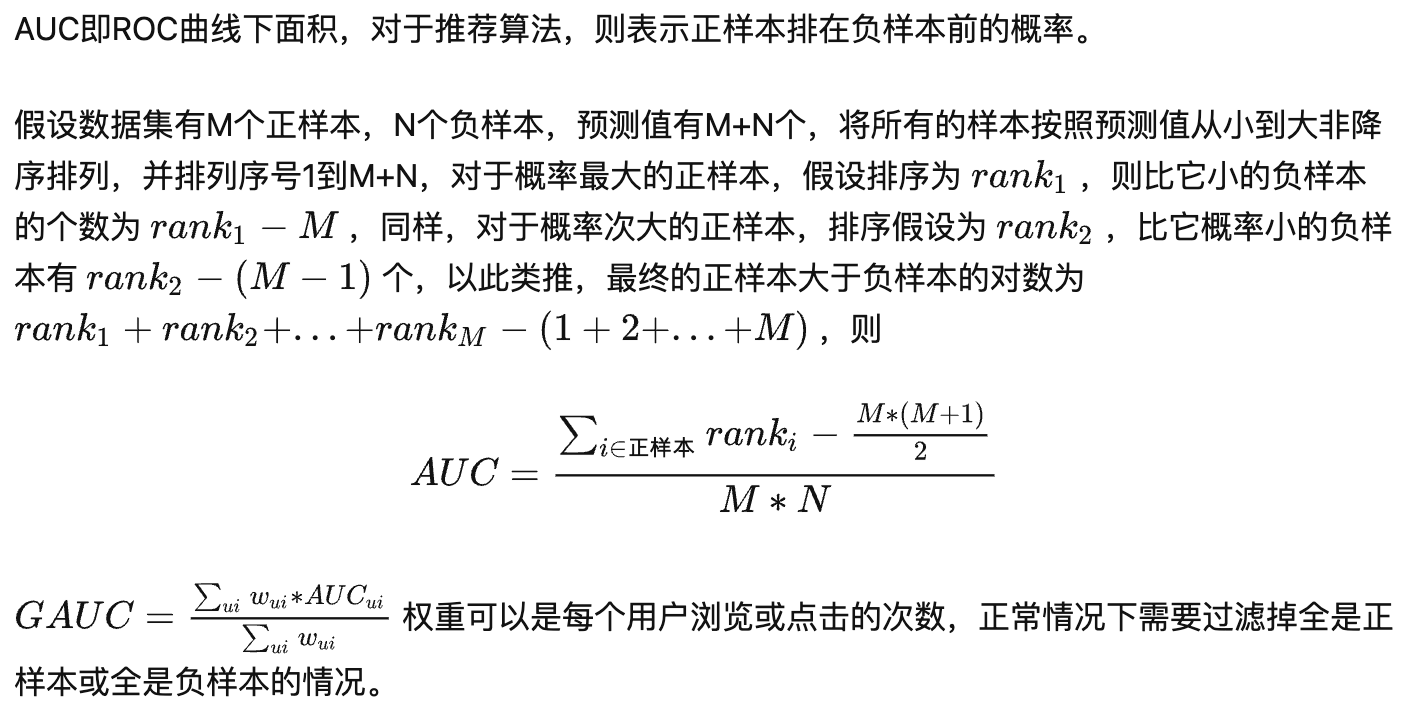 AUC即ROC曲线下面积，对于推荐算法，则表示正样本排在负样本前的概率。
假设数据集有M个正样本，N个负样本，预测值有M+N个，将所有的样本按照预测值从小到大非降
序排列，并排列序号1到M+N，对于概率最大的正样本，假设排序为 $rank_1$ ，则比它小的负样本
的个数为 $rank_1 - M$ ，同样，对于概率次大的正样本，排序假设为 $rank_2$ ，比它概率小的负样
本有 $rank_2 - (M - 1)$ 个，以此类推，最终的正样本大于负样本的对数为
$rank_1 + rank_2 + \ldots + rank_M - (1 + 2 + \ldots + M)$ ，则
$AUC = \frac{\sum_{i \in 正样本} rank_i - \frac{M*(M+1)}{2}}{M*N}$
$GAUC = \frac{\sum_{ui} w_{ui}*AUC_{ui}}{\sum_{ui} w_{ui}}$ 权重可以是每个用户浏览或点击的次数，正常情况下需要过滤掉全是正
样本或全是负样本的情况。